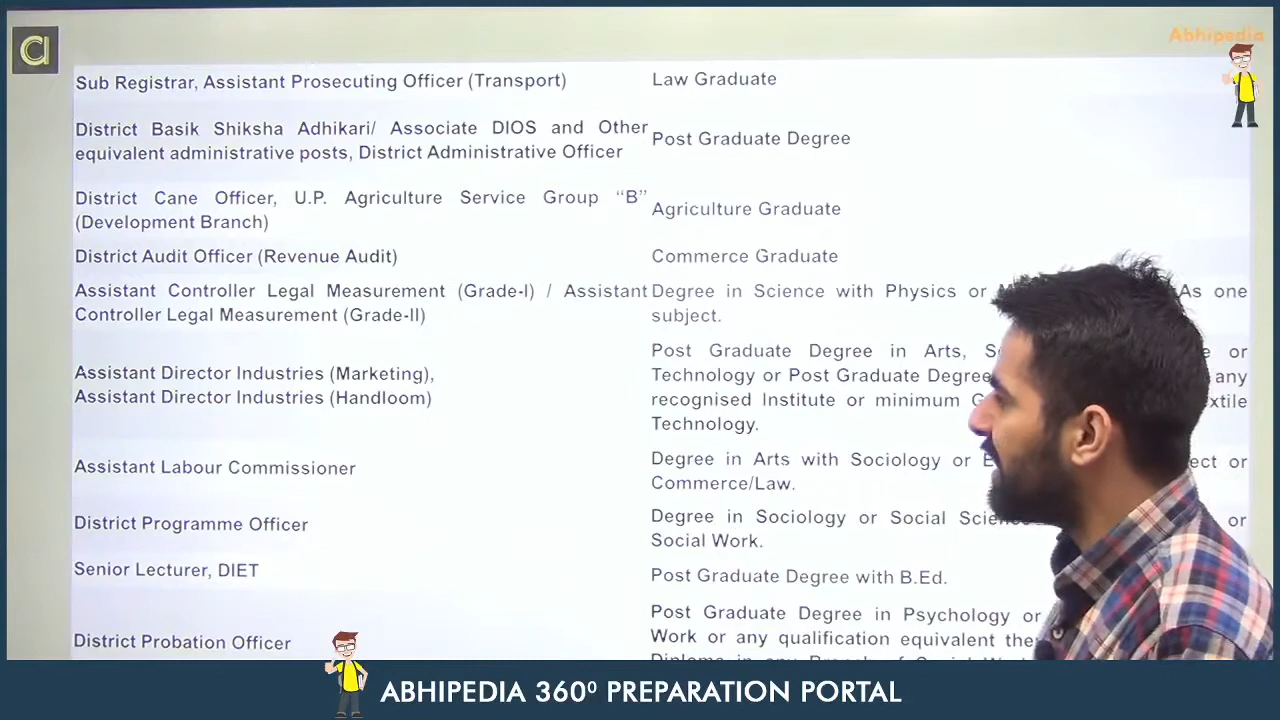 Abhipedia
Sub Registrar, Assistant Prosecuting Officer (Transport)
Law Graduate
District Basik Shiksha Adhikari/ Associate DIOS and Other
equivalent administrative posts, District Administrative Officer
Post Graduate Degree
District Cane Officer, U.P. Agriculture Service Group “B”
(Development Branch)
Agriculture Graduate
District Audit Officer (Revenue Audit)
Commerce Graduate
Assistant Controller Legal Measurement (Grade-I) / Assistant
Controller Legal Measurement (Grade-II)
Degree in Science with Physics or As one
subject.
Assistant Director Industries (Marketing),
Assistant Director Industries (Handloom)
Post Graduate Degree in Arts, or
Technology or Post Graduate Degree any
recognised Institute or minimum
Technology.
Assistant Labour Commissioner
Degree in Arts with Sociology or or
Commerce/Law.
District Programme Officer
Degree in Sociology or Social or
Social Work.
Senior Lecturer, DIET
Post Graduate Degree with B.Ed.
District Probation Officer
Post Graduate Degree in Psychology or
Work or any qualification equivalent
ABHIPEDIA 360⁰ PREPARATION PORTAL